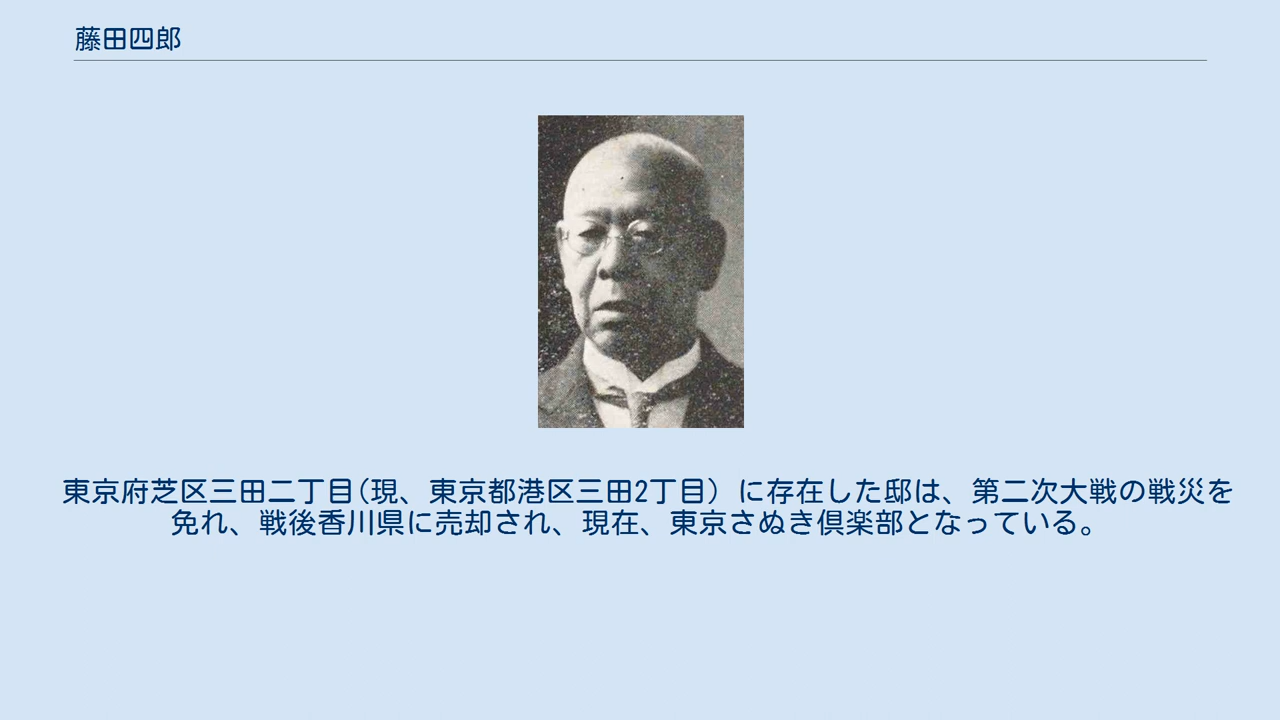 藤田四郎
東京府芝区三田二丁目(現、東京都港区三田2丁目）に存在した邸は、第二次大戦の戦災を
免れ、戦後香川県に売却され、現在、東京さぬき倶楽部となっている。